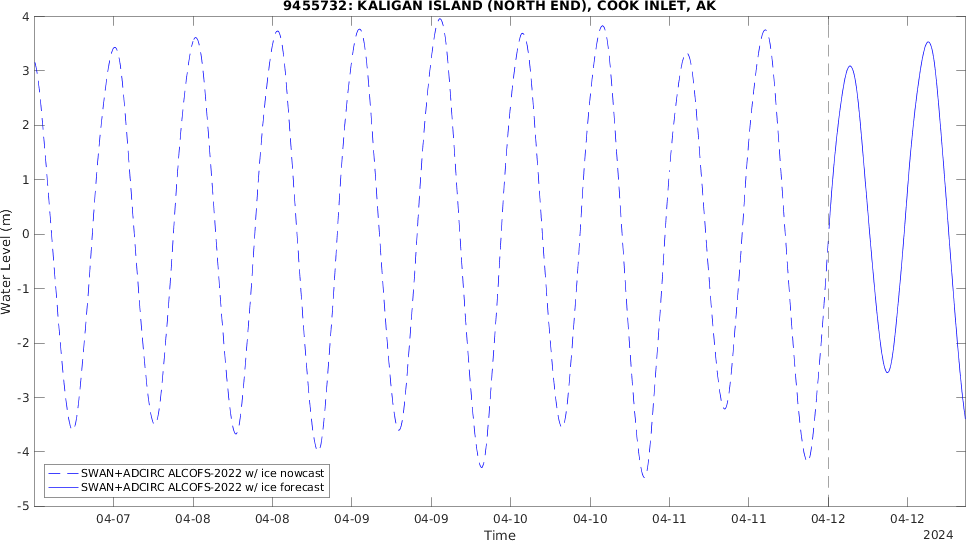 9455732: KALIGAN ISLAND (NORTH END), COOK INLET, AK
4
3
2
1
0
-1
-2
-3
-4
-5
Water Level (m)
SWAN+ADCIRC ALCOFS-2022 w/ ice nowcast
SWAN+ADCIRC ALCOFS-2022 w/ ice forecast
04-07 04-08 04-08 04-09 04-09 04-10 04-10 04-11 04-11 04-12 04-12
Time
2024